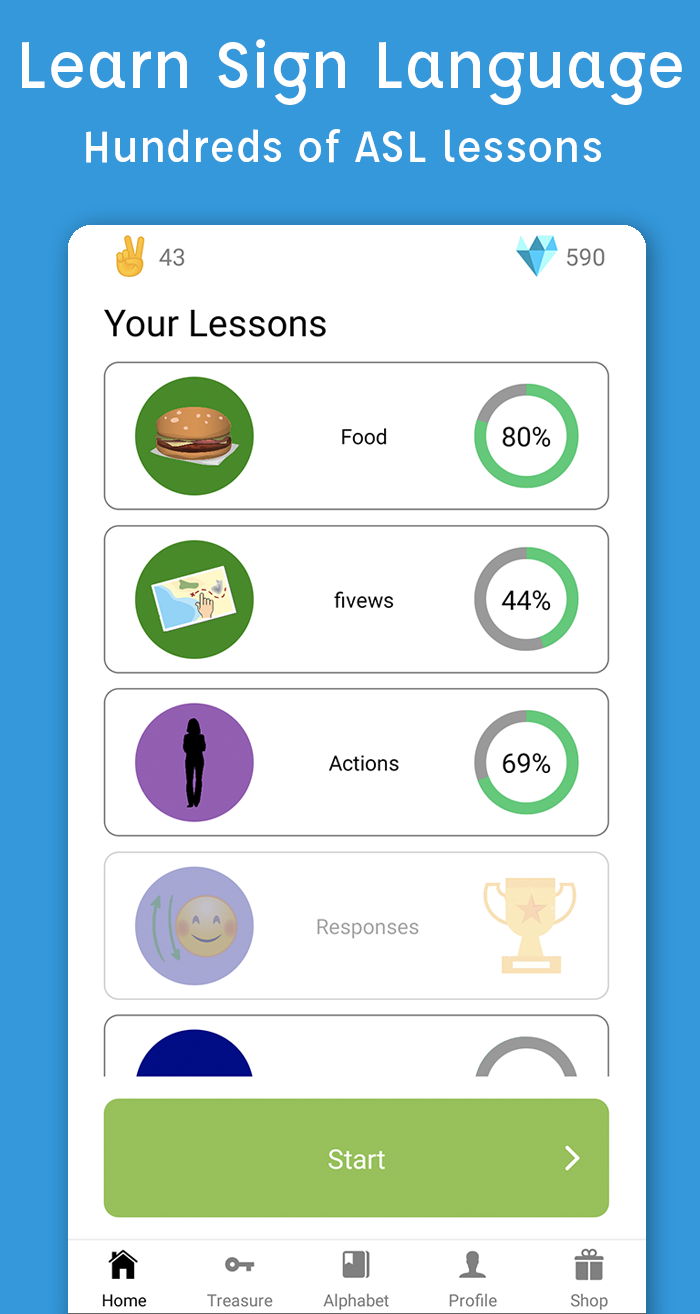 Learn Sign Language
Hundreds of ASL lessons
43
590
Your Lessons
Food
80%
fivews
44%
Actions
69%
Responses
Start
Home
Treasure
Alphabet
Profile
Shop